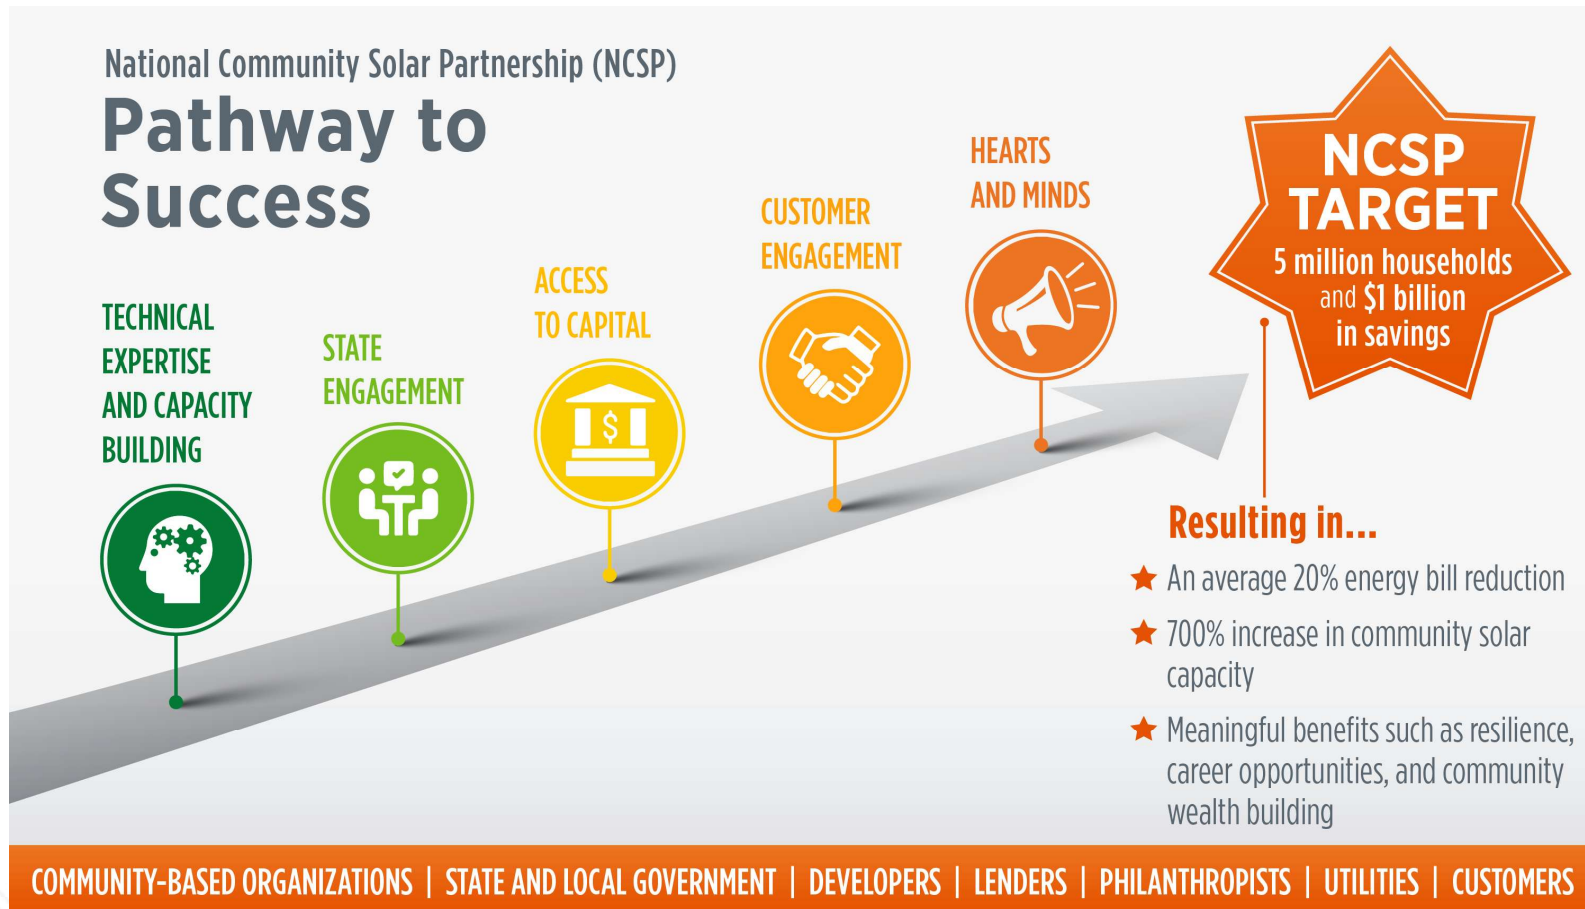 National Community Solar Partnership (NCSP)
Pathway to
Success
TECHNICAL
EXPERTISE
AND CAPACITY
BUILDING
STATE
ENGAGEMENT
ACCESS
TO CAPITAL
$
CUSTOMER
ENGAGEMENT
HEARTS
AND MINDS
NCSP
TARGET
5 million households
and $1 billion
in savings
Resulting in...
An average 20% energy bill reduction
700% increase in community solar
capacity
Meaningful benefits such as resilience,
career opportunities, and community
wealth building
COMMUNITY-BASED ORGANIZATIONS | STATE AND LOCAL GOVERNMENT | DEVELOPERS | LENDERS | PHILANTHROPISTS | UTILITIES | CUSTOMERS